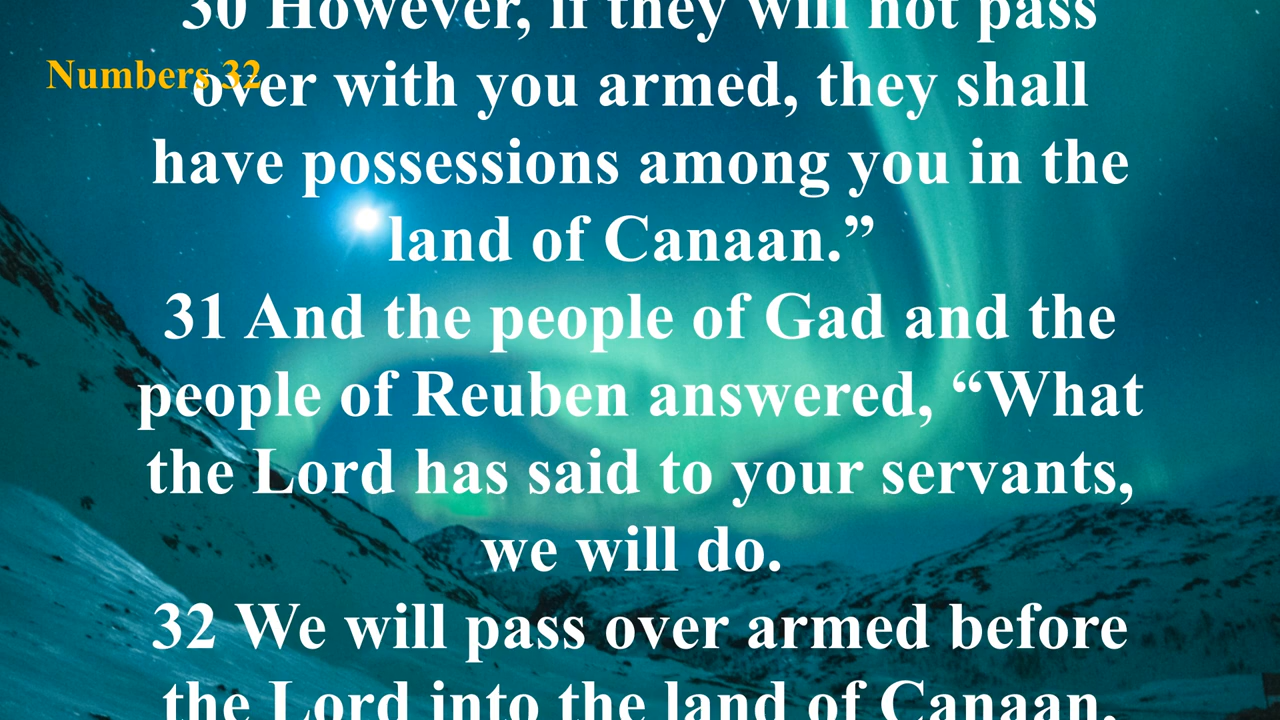 30 However, if they will not pass
Numbers 32
over with you armed, they shall
have possessions among you in the
land of Canaan.”
31 And the people of Gad and the
people of Reuben answered, “What
the Lord has said to your servants,
we will do.
32 We will pass over armed before
the Lord into the land of Canaan,